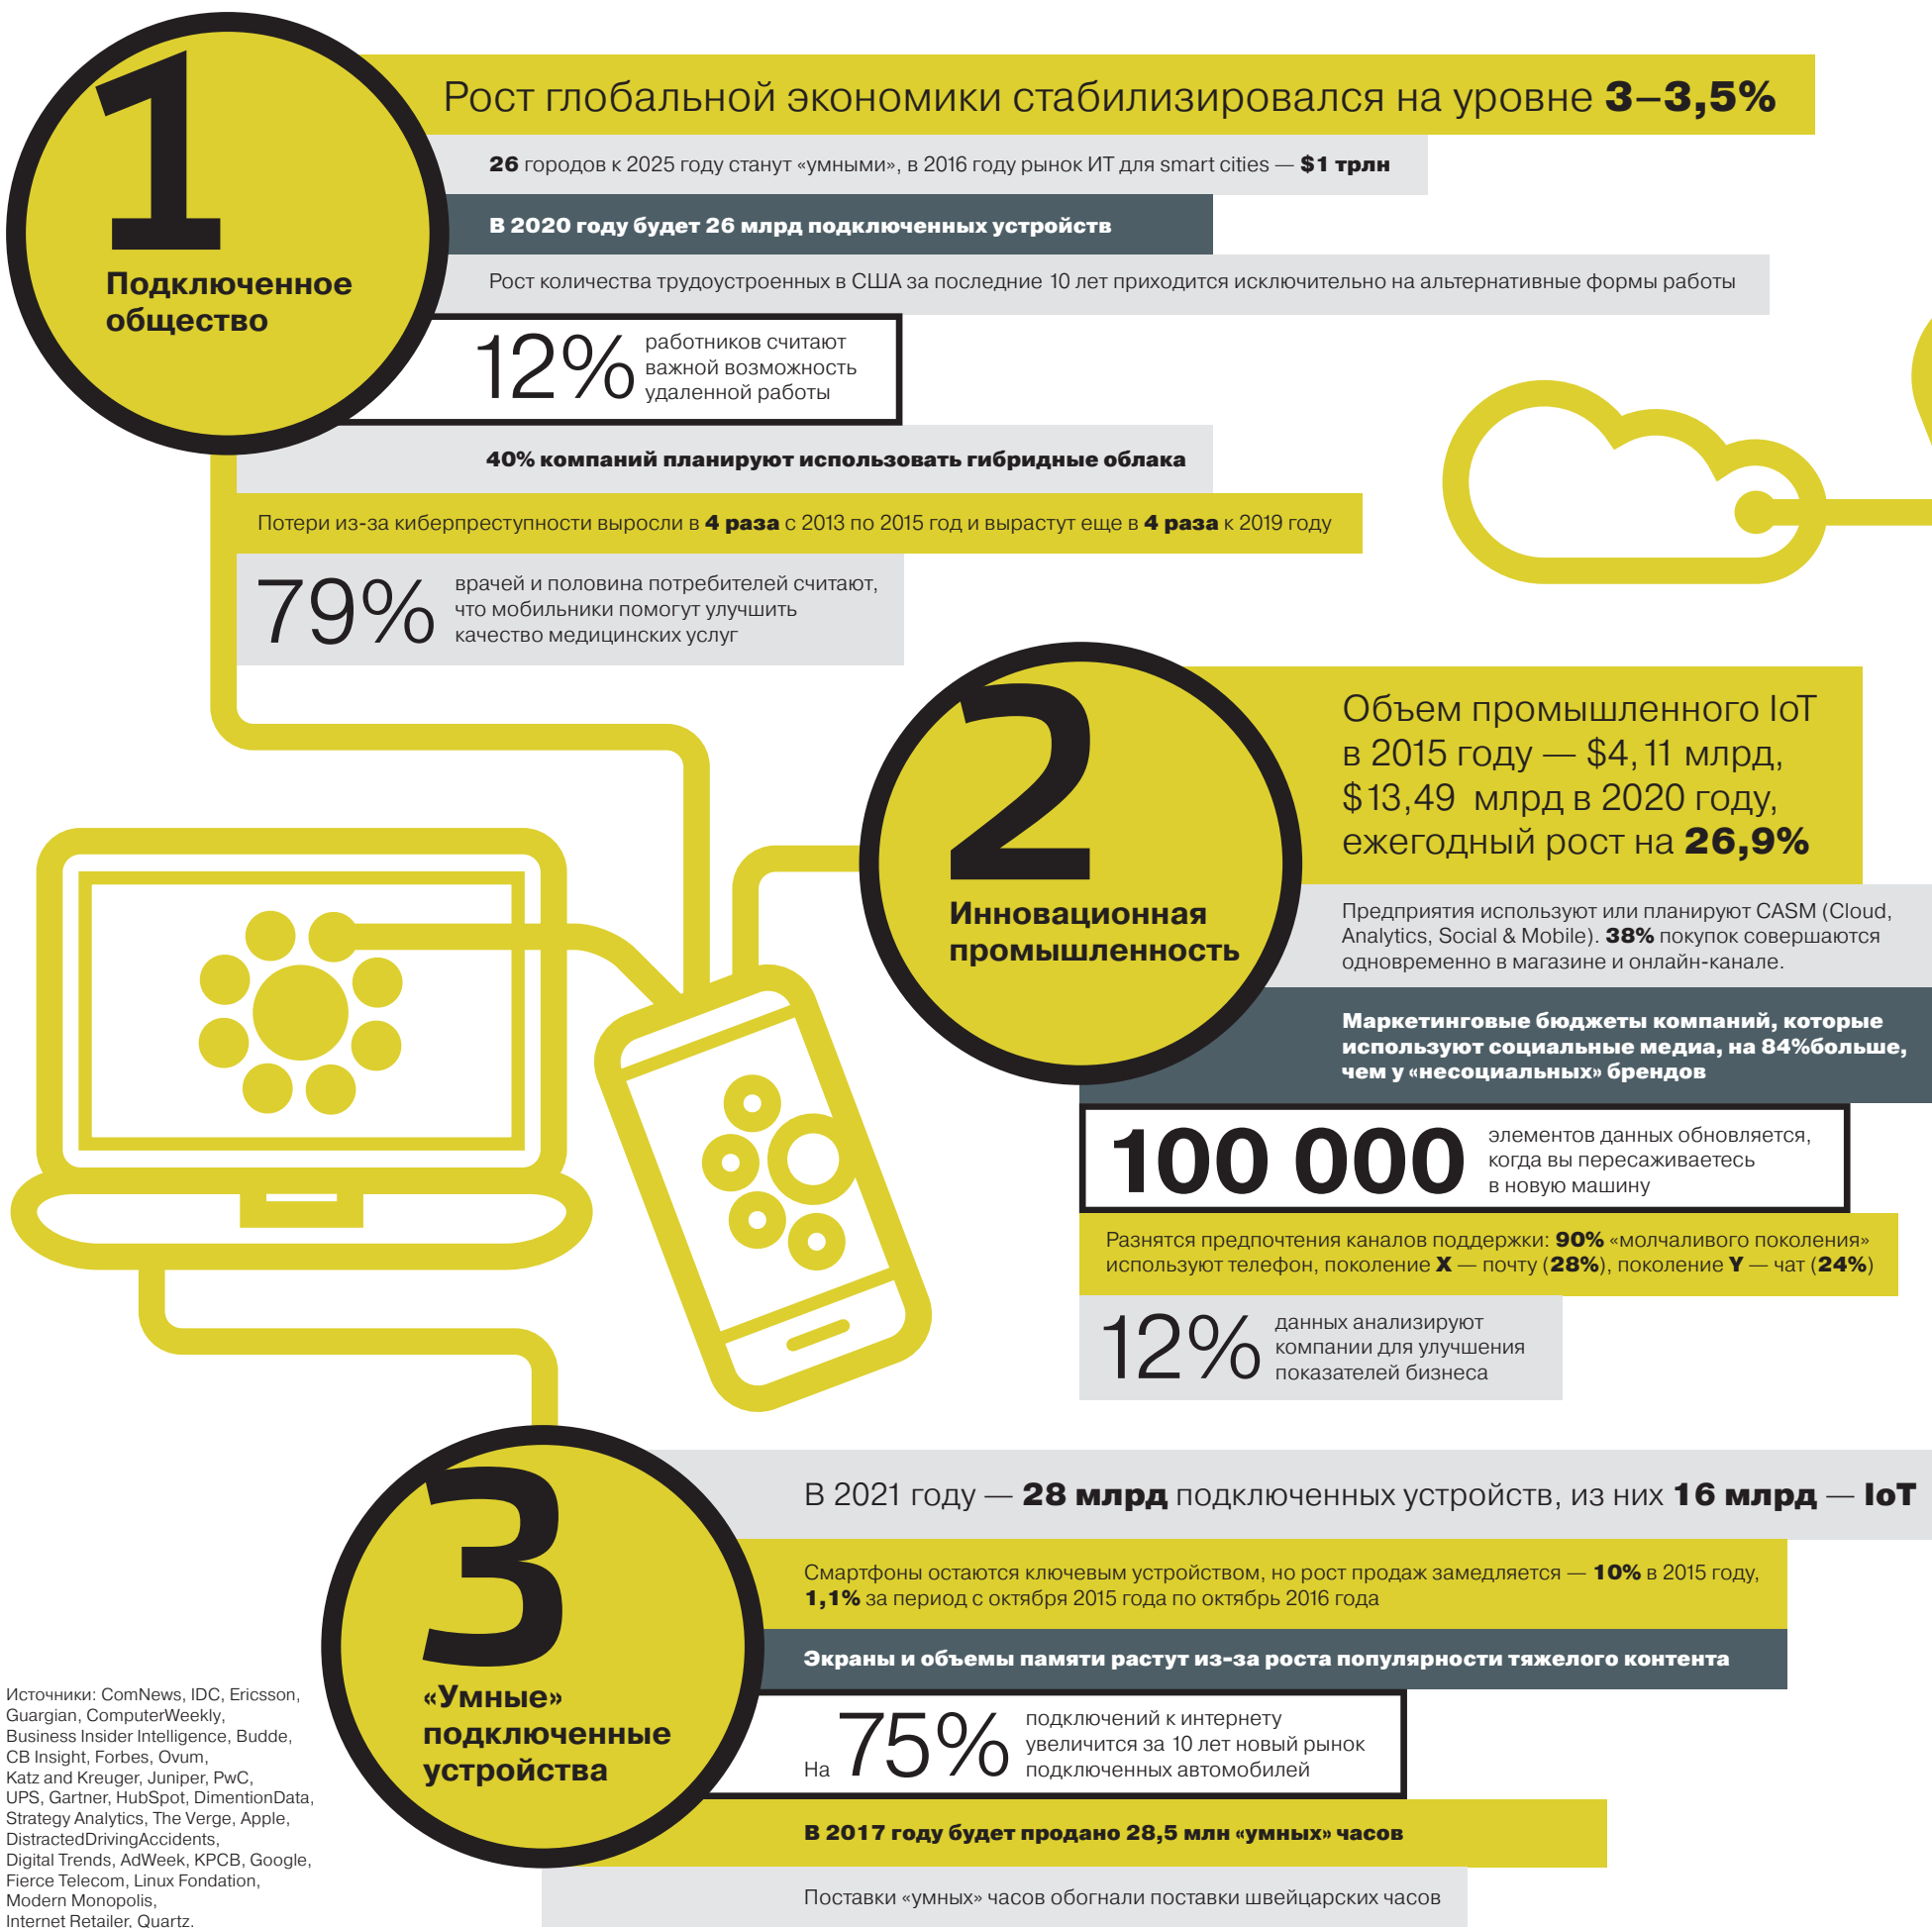 1
Подключенное
общество
Рост глобальной экономики стабилизировался на уровне 3–3,5%
26 городов к 2025 году станут «умными», в 2016 году рынок ИТ для smart cities — $1 трлн
В 2020 году будет 26 млрд подключенных устройств
Рост количества трудоустроенных в США за последние 10 лет приходится исключительно на альтернативные формы работы
12%
работников считают
важной возможность
удаленной работы
40% компаний планируют использовать гибридные облака
Потери из-за киберпреступности выросли в 4 раза с 2013 по 2015 год и вырастут еще в 4 раза к 2019 году
79%
врачей и половина потребителей считают,
что мобильники помогут улучшить
качество медицинских услуг
2
Инновационная
промышленность
Объем промышленного IoT
в 2015 году — $4,11 млрд,
$13,49 млрд в 2020 году,
ежегодный рост на 26,9%
Предприятия используют или планируют CASM (Cloud,
Analytics, Social & Mobile). 38% покупок совершаются
одновременно в магазине и онлайн-канале.
Маркетинговые бюджеты компаний, которые
используют социальные медиа, на 84%больше,
чем у «несоциальных» брендов
100 000
элементов данных обновляется,
когда вы пересаживаетесь
в новую машину
Разнятся предпочтения каналов поддержки: 90% «молчаливого поколения»
используют телефон, поколение X — почту (28%), поколение Y — чат (24%)
12%
данных анализируют
компании для улучшения
показателей бизнеса
3
«Умные»
подключенные
устройства
В 2021 году — 28 млрд подключенных устройств, из них 16 млрд — IoT
Смартфоны остаются ключевым устройством, но рост продаж замедляется — 10% в 2015 году,
1,1% за период с октября 2015 года по октябрь 2016 года
Экраны и объемы памяти растут из-за роста популярности тяжелого контента
На 75%
подключений к интернету
увеличится за 10 лет новый рынок
подключенных автомобилей
В 2017 году будет продано 28,5 млн «умных» часов
Поставки «умных» часов обогнали поставки швейцарских часов
Источники: ComNews, IDC, Ericsson,
Guargian, ComputerWeekly,
Business Insider Intelligence, Budde,
CB Insight, Forbes, Ovum,
Katz and Kreuger, Juniper, PwC,
UPS, Gartner, HubSpot, DimentionData,
Strategy Analytics, The Verge, Apple,
DistractedDrivingAccidents,
Digital Trends, AdWeek, KPCB, Google,
Fierce Telecom, Linux Fondation,
Modern Monopolis,
Internet Retailer, Quartz.